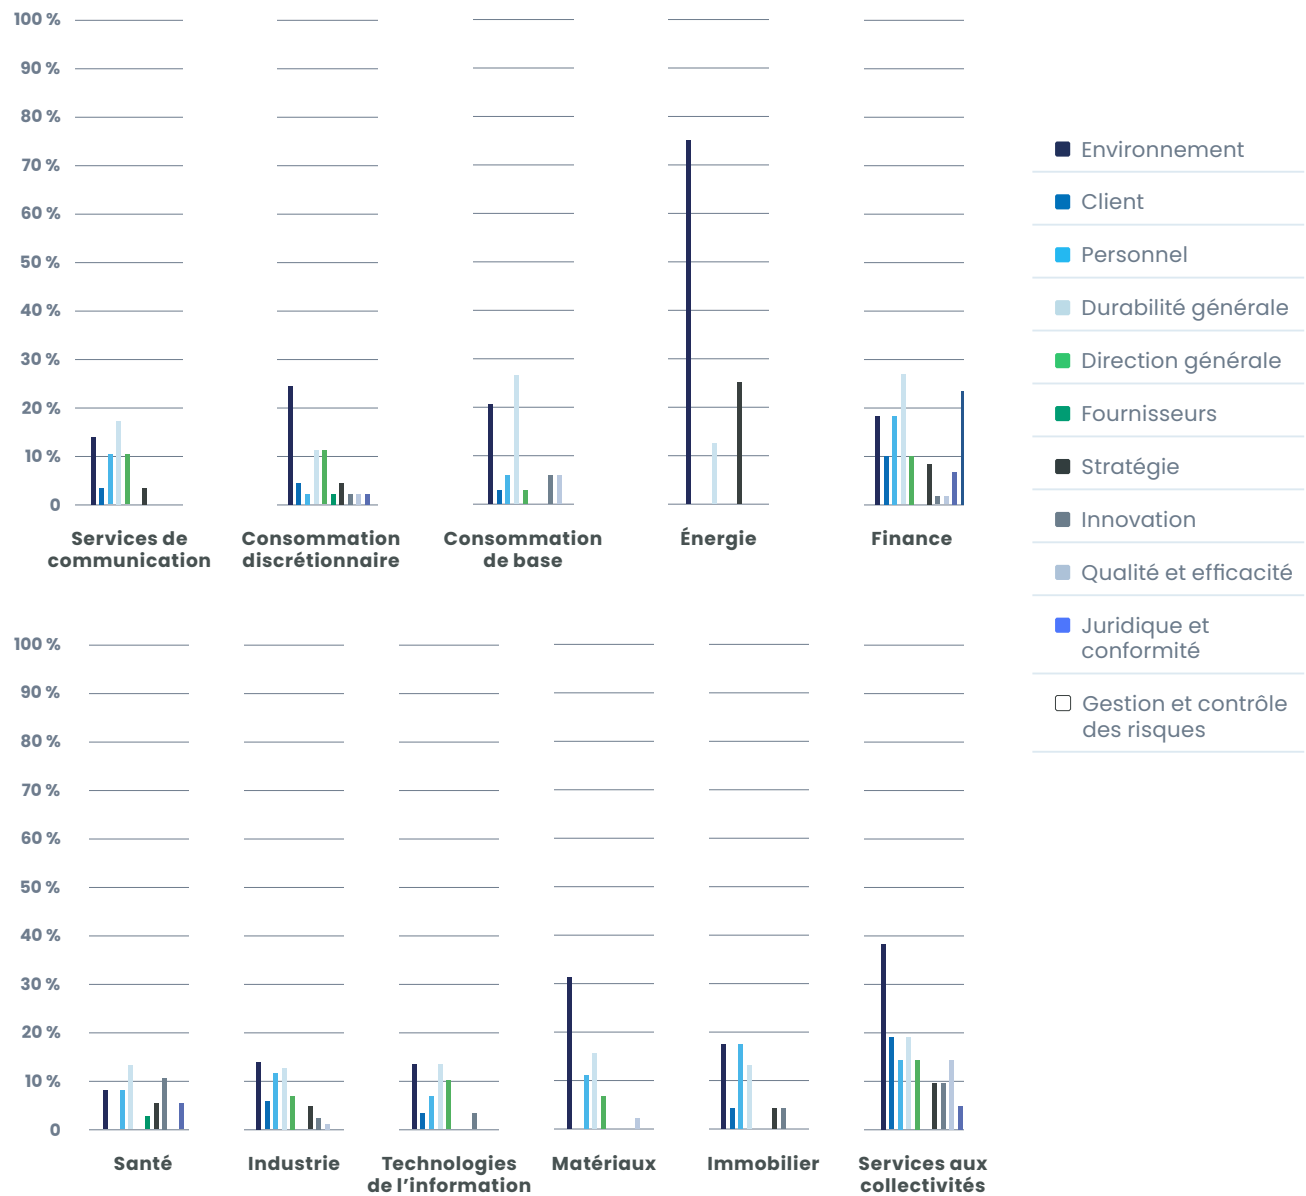 100 %
90 %
80 %
70 %
60 %
50 %
40 %
30 %
20 %
10 %
0
Services de
communication
Consommation
discrétionnaire
Consommation
de base
Énergie
Finance
100 %
90 %
80 %
70 %
60 %
50 %
40 %
30 %
20 %
10 %
0
Santé
Industrie
Technologies
de l’information
Matériaux
Immobilier
Services aux
collectivités
Environnement
Client
Personnel
Durabilité générale
Direction générale
Fournisseurs
Stratégie
Innovation
Qualité et efficacité
Juridique et
conformité
Gestion et contrôle
des risques